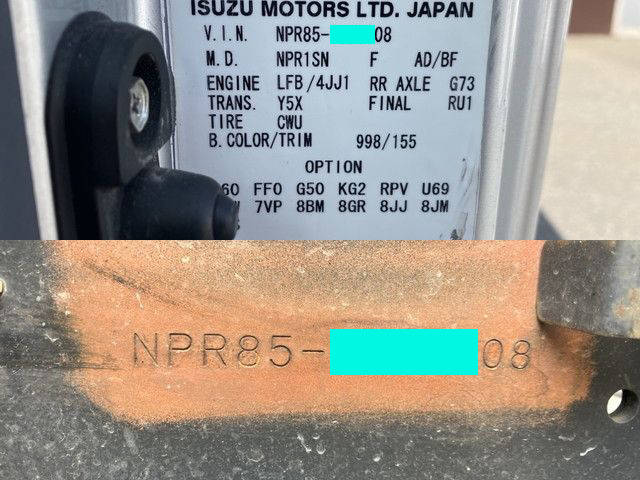 ISUZU MOTORS LTD. JAPAN
V.I.N. NPR85- 08
M.D. NPR1SN F AD/BF
ENGINE LFB/4JJ1 RR AXLE G73
TRANS. Y5X FINAL RU1
TIRE CWU
B.COLOR/TRIM 998/155
OPTION
FF0 G50 KG2 RPV U69
7VP 8BM 8GR 8JJ 8JM
NPR85- 08